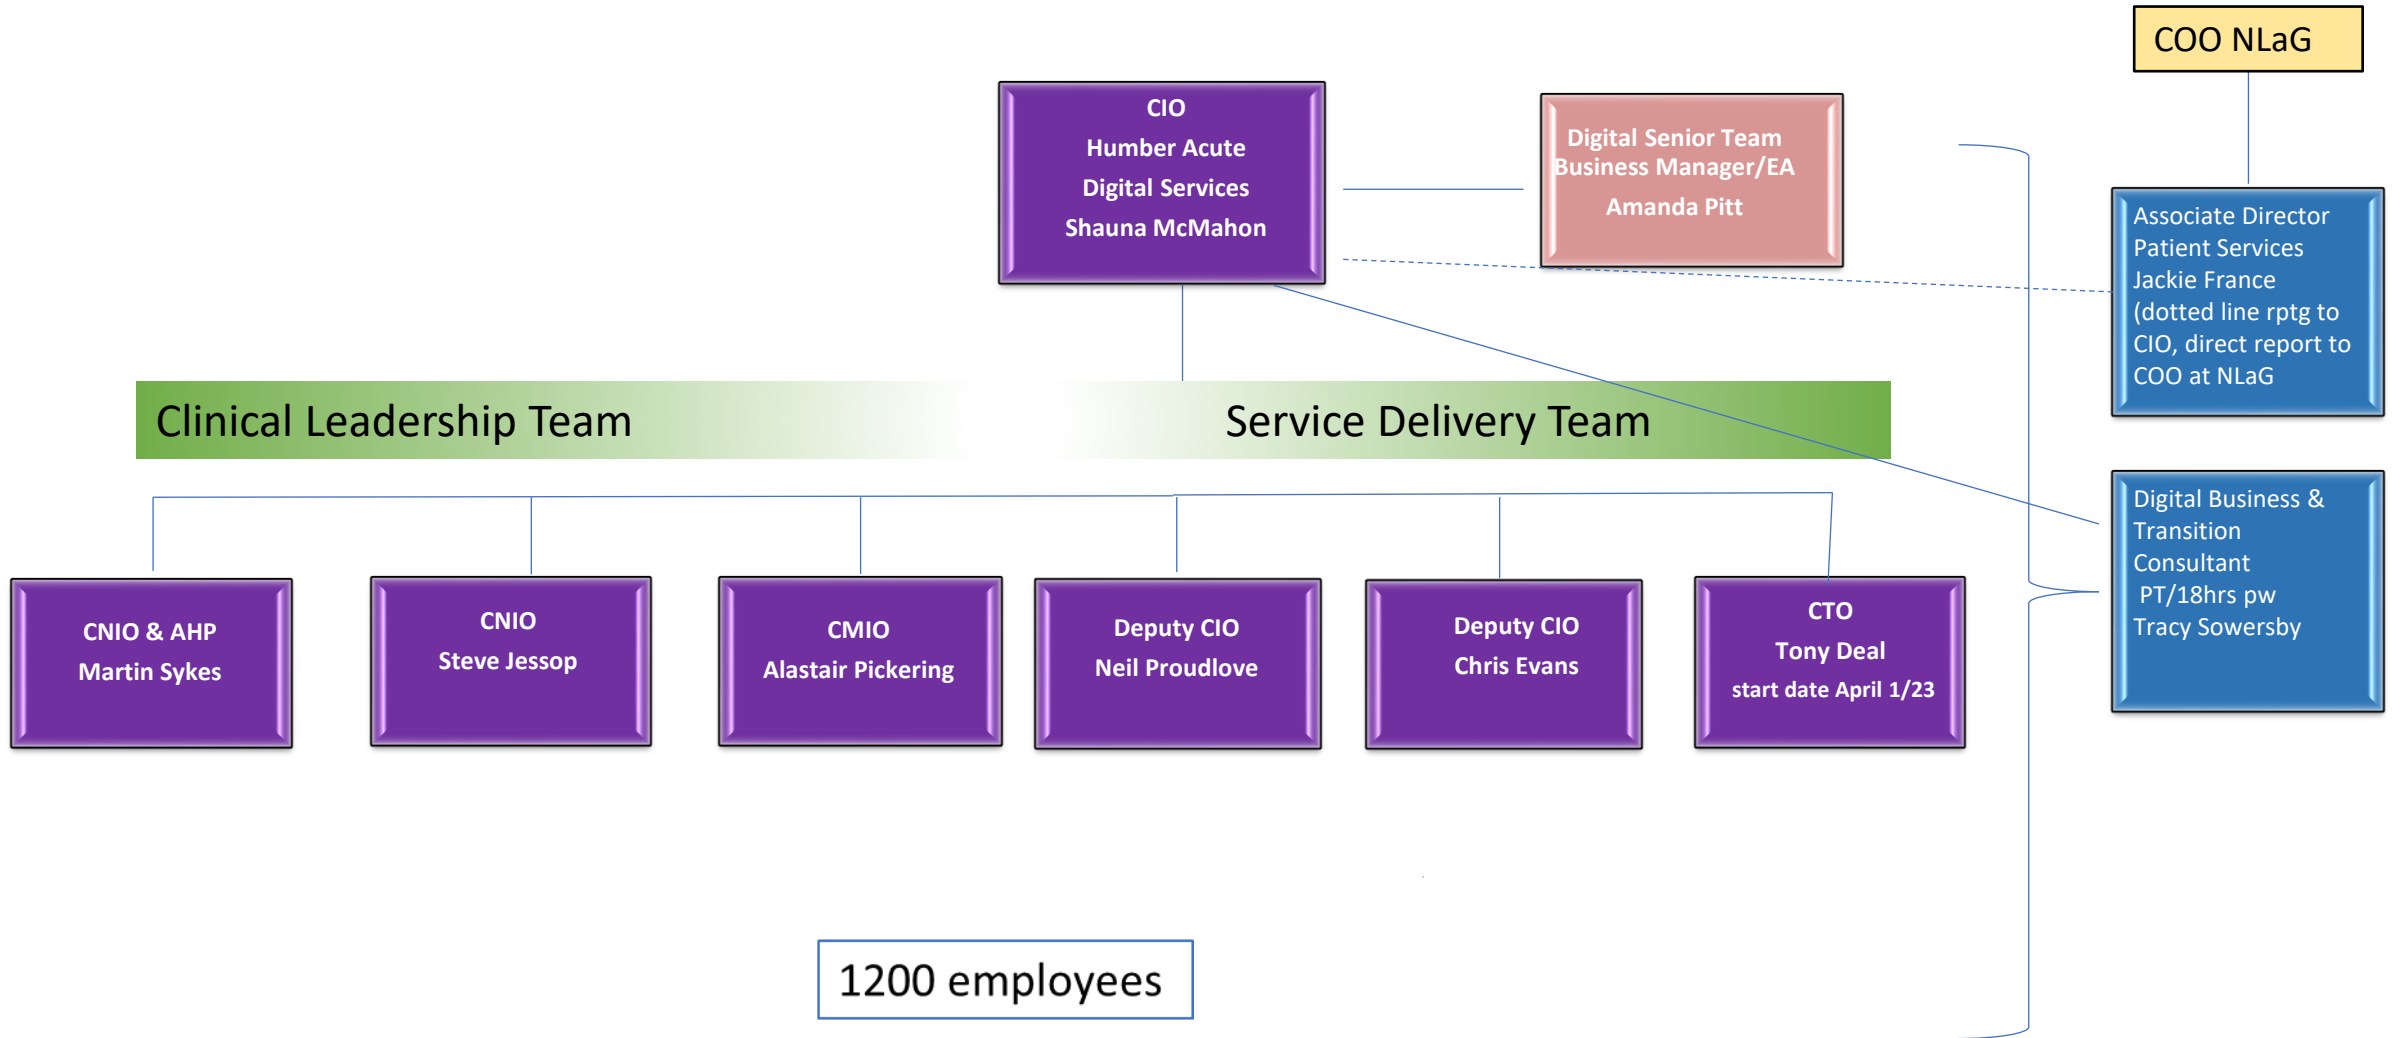 COO NLaG
CIO
Humber Acute
Digital Services
Shauna McMahon
Digital Senior Team
Business Manager/EA
Amanda Pitt
Associate Director
Patient Services
Jackie France
(dotted line rptg to
CIO, direct report to
COO at NLaG
Clinical Leadership Team
Service Delivery Team
Digital Business &
Transition
Consultant
PT/18hrs pw
Tracy Sowersby
CNIO & AHP
Martin Sykes
CNIO
Steve Jessop
CMIO
Alastair Pickering
Deputy CIO
Neil Proudlove
Deputy CIO
Chris Evans
CTO
Tony Deal
start date April 1/23
1200 employees